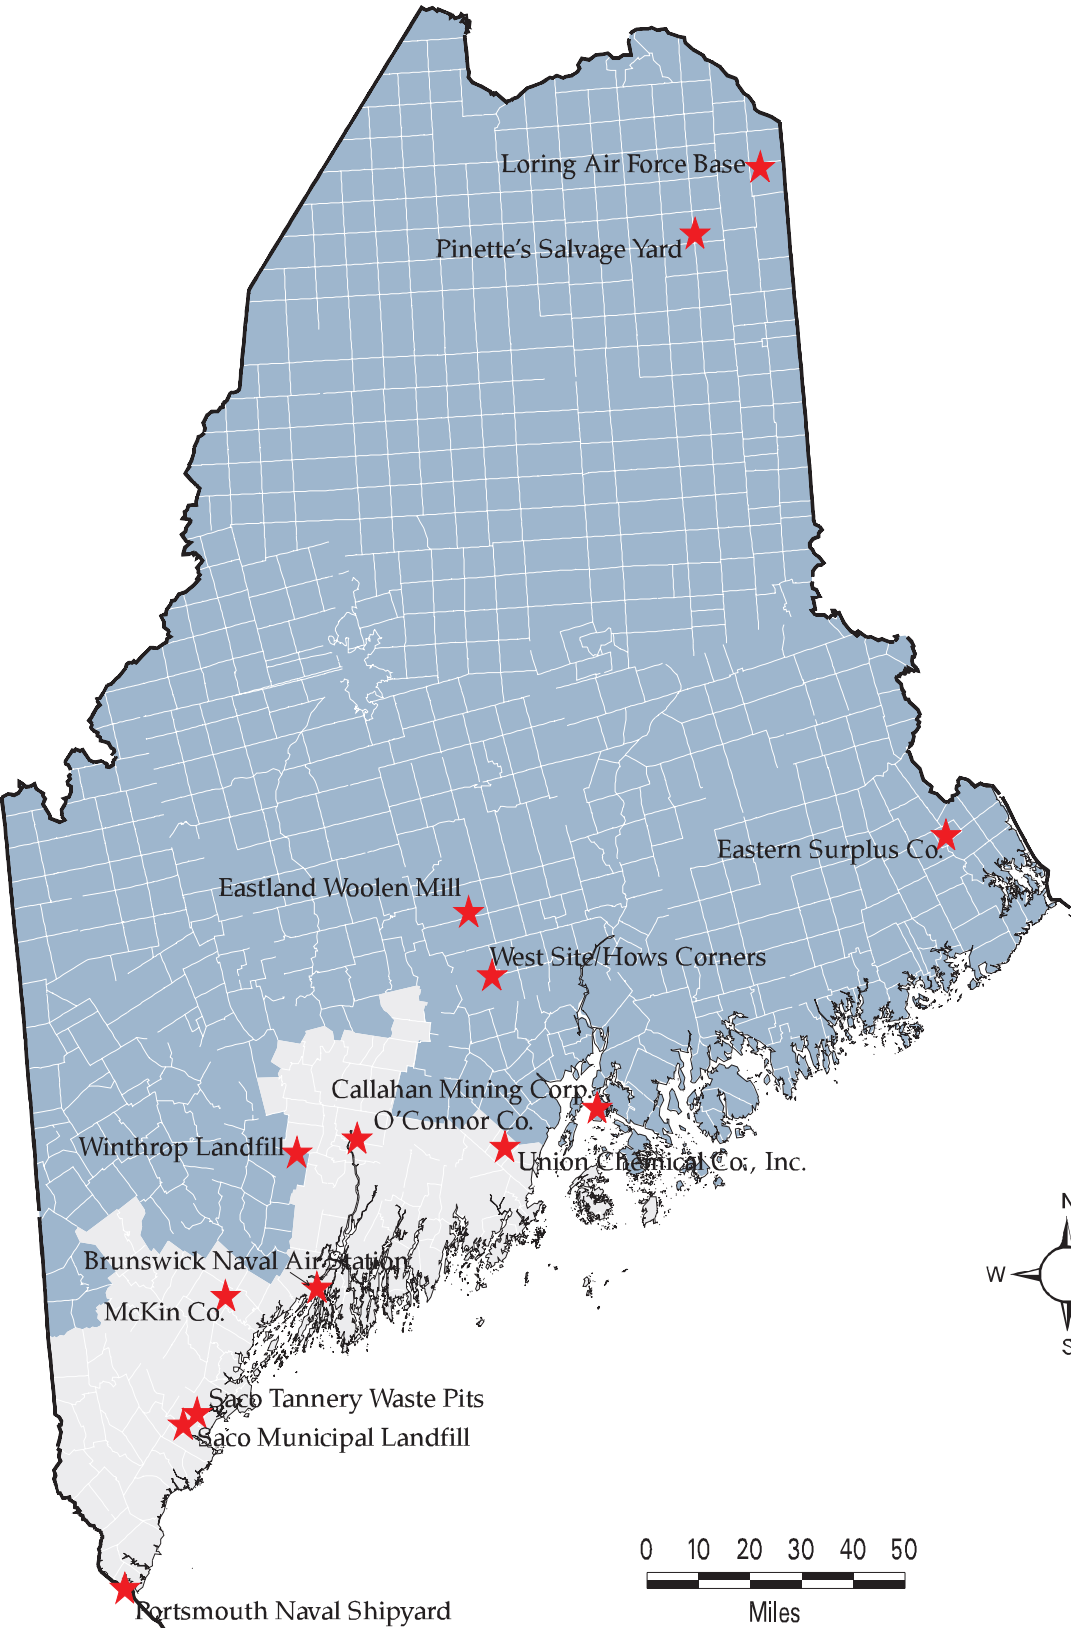 Loring Air Force Base
Pinette's Salvage Yard
Eastern Surplus Co.
Eastland Woolen Mill
West Site/Hows Corners
Callahan Mining Corp.
O'Connor Co.
Winthrop Landfill
Union Chemical Co., Inc.
N
W
S
Brunswick Naval Air Station
McKin Co.
Saco Tannery Waste Pits
Saco Municipal Landfill
0 10 20 30 40 50
Miles
Portsmouth Naval Shipyard